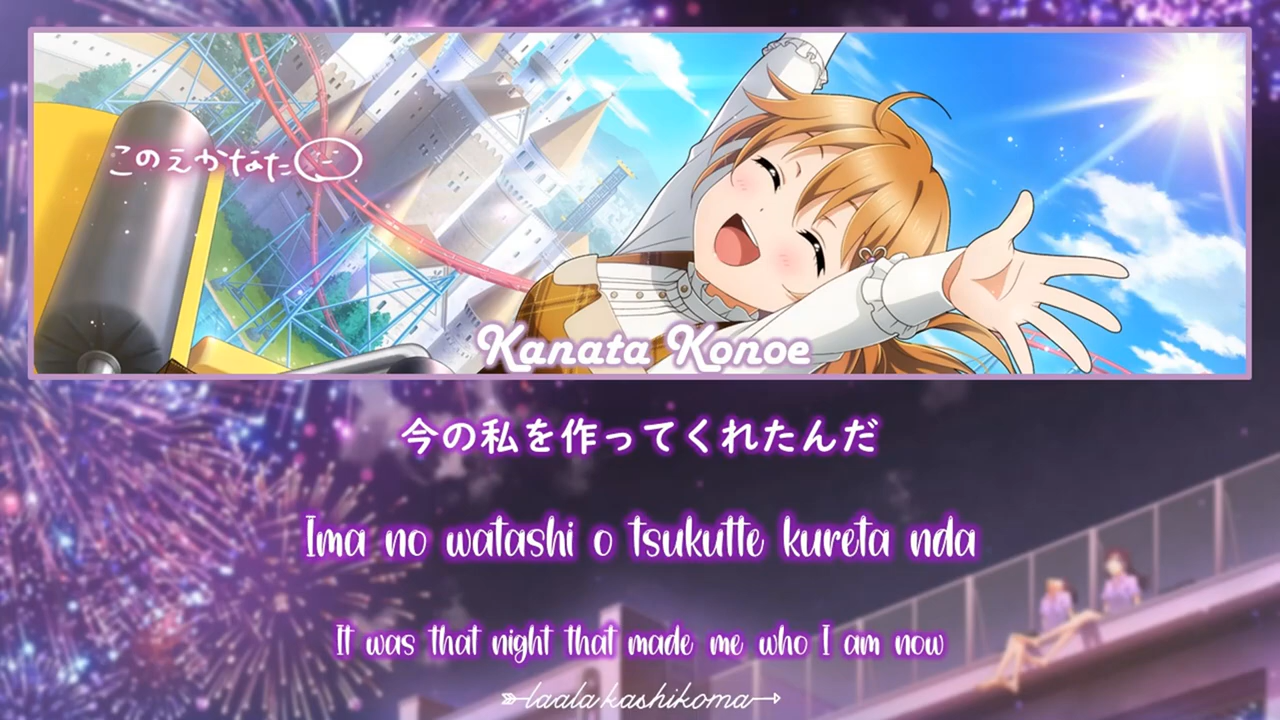 このえかなた
Kanata Konoe
今の私を作ってくれたんだ
Ima no watashi o tsukutte kureta nda
It was that night that made me who I am now
laala kashikoma